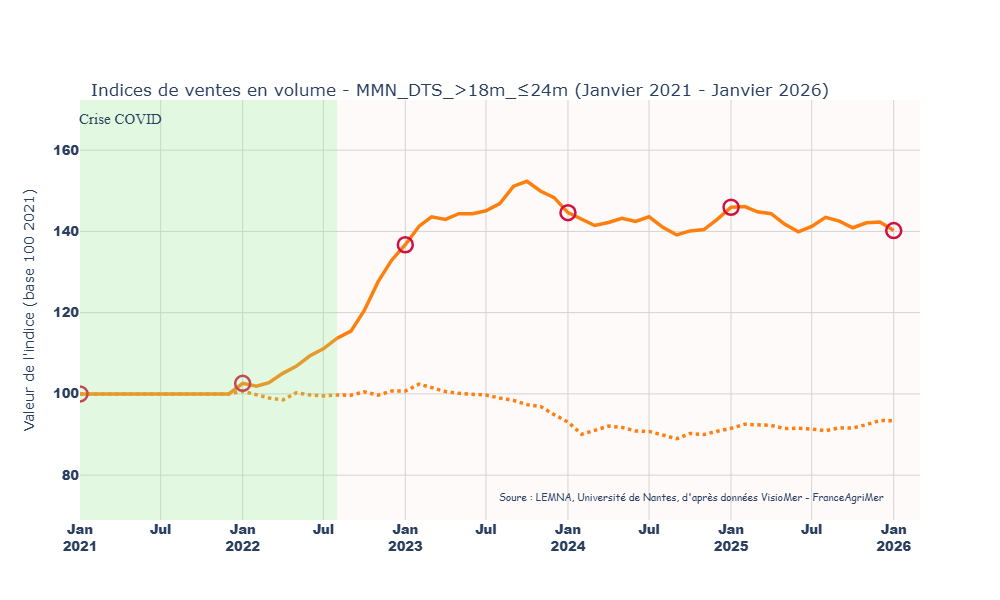 Indices de ventes en volume - MMN_DTS_>18m_≤24m (Janvier 2021 - Janvier 2026)
Crise COVID
Valeur de l'indice (base 100 2021)
160
140
120
100
80
Soure : LEMNA, Université de Nantes, d'après données VisioMer - FranceAgriMer
Jan Jul Jan Jul Jan Jul Jan Jul Jan Jul Jan
2021 2022 2023 2024 2025 2026